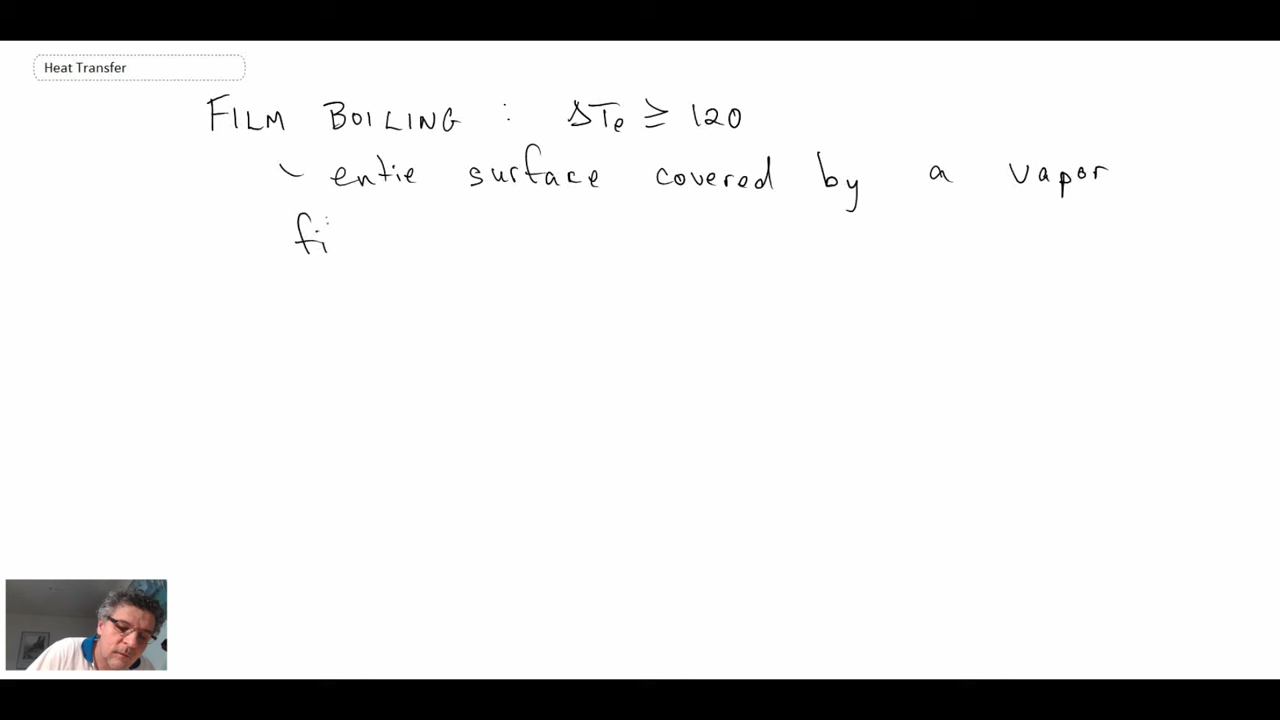 Heat Transfer
FILM BOILING : ΔTe ≥ 120
- entie surface covered by a vapor
fi